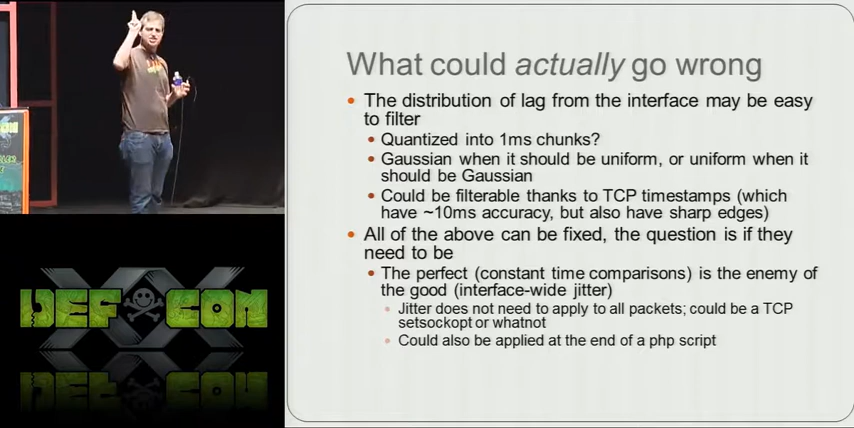 What could actually go wrong
The distribution of lag from the interface may be easy
to filter
Quantized into 1ms chunks?
Gaussian when it should be uniform, or uniform when it
should be Gaussian
Could be filterable thanks to TCP timestamps (which
have ~10ms accuracy, but also have sharp edges)
All of the above can be fixed, the question is if they
need to be
The perfect (constant time comparisons) is the enemy of
the good (interface-wide jitter)
Jitter does not need to apply to all packets; could be a TCP
setsockopt or whatnot
Could also be applied at the end of a php script
XX
DEF CON